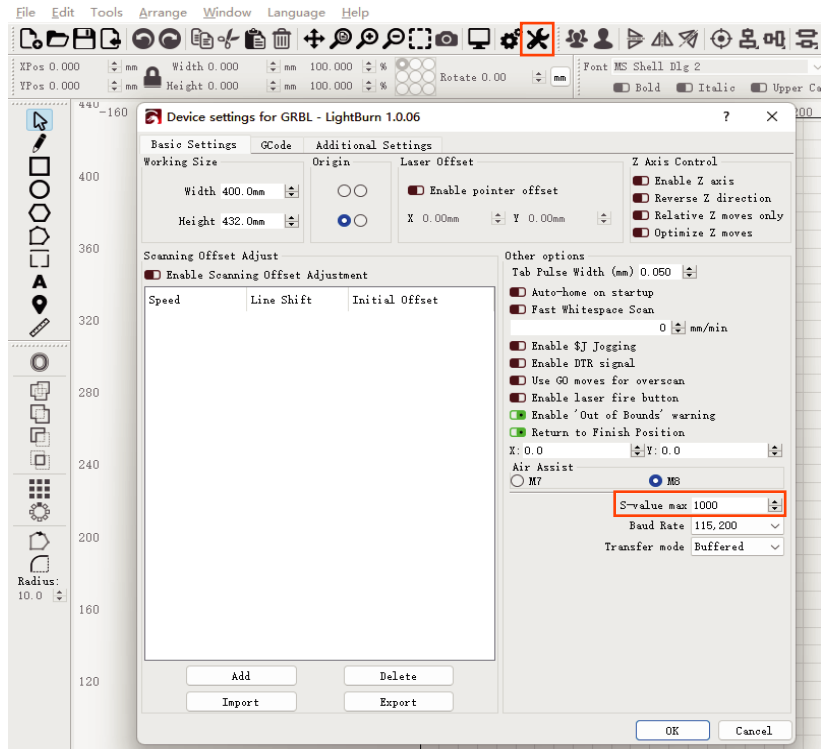 File Edit Tools Arrange Window Language Help
XPos 0.000 mm Width 0.000 mm 100.000 % Rotate 0.00 mm Font MS Shell Dlg 2
YPos 0.000 mm Height 0.000 mm 100.000 % Bold Italic Upper Ca
440
-160
200
Device settings for GRBL - LightBurn 1.0.06 ? ×
Basic Settings GCode Additional Settings
Working Size Origin Laser Offset Z Axis Control
Width 400.0mm Enable pointer offset Enable Z axis
Reverse Z direction
Height 432.0mm X 0.00mm Y 0.00mm Relative Z moves only
Optimize Z moves
400
360
Scanning Offset Adjust Other options
Enable Scanning Offset Adjustment Tab Pulse Width (mm) 0.050
Speed Line Shift Initial Offset Auto-home on startup
Fast Whitespace Scan
320
0 mm/min
Enable $J Jogging
Enable DTR signal
Use G0 moves for overscan
280
Enable laser fire button
Enable 'Out of Bounds' warning
Return to Finish Position
X: 0.0 Y: 0.0
240
Air Assist
M7 M8
S-value max 1000
Baud Rate 115,200
200
Transfer mode Buffered
Radius:
10.0
160
120
Add Delete
Import Export
OK Cancel